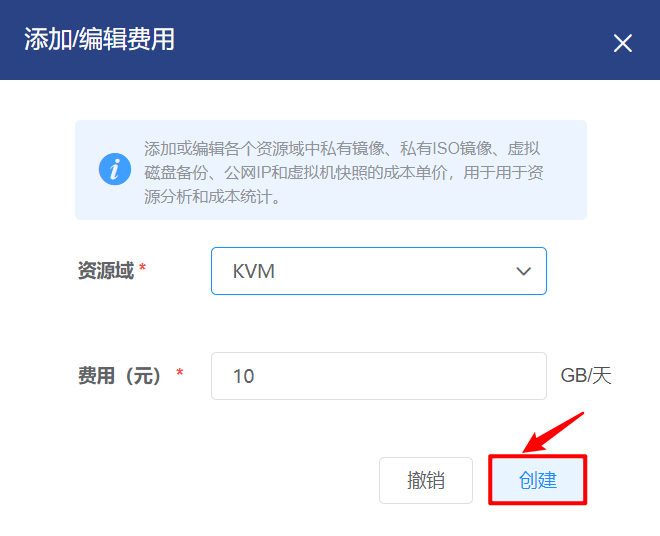 添加/编辑费用
添加或编辑各个资源域中私有镜像、私有ISO镜像、虚拟
磁盘备份、公网IP和虚拟机快照的成本单价，用于用于资
源分析和成本统计。
资源域 *
KVM
费用（元） *
10
GB/天
撤销
创建